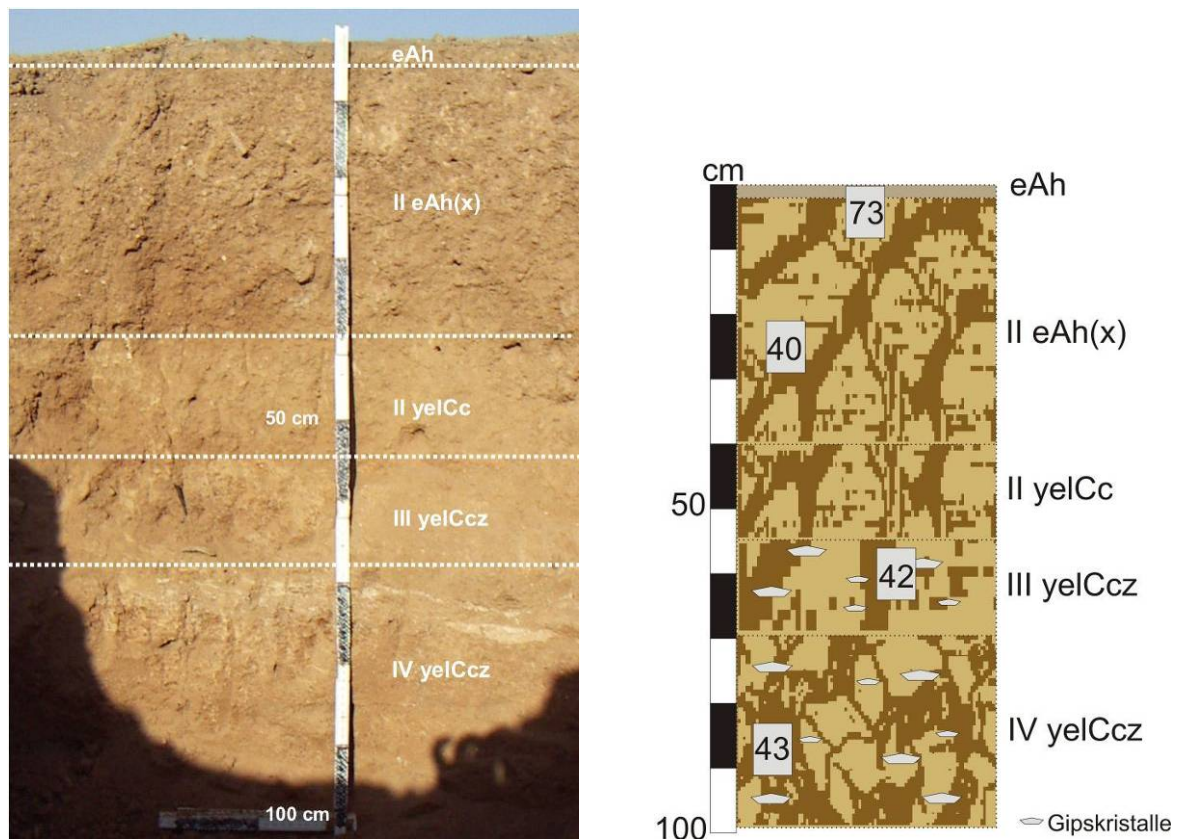 eAh
II eAh(x)
50 cm
II yelCc
III yelCcz
IV yelCcz
100 cm
cm
eAh
73
40
II eAh(x)
50
II yelCc
42
III yelCcz
43
IV yelCcz
100
Gipskristalle